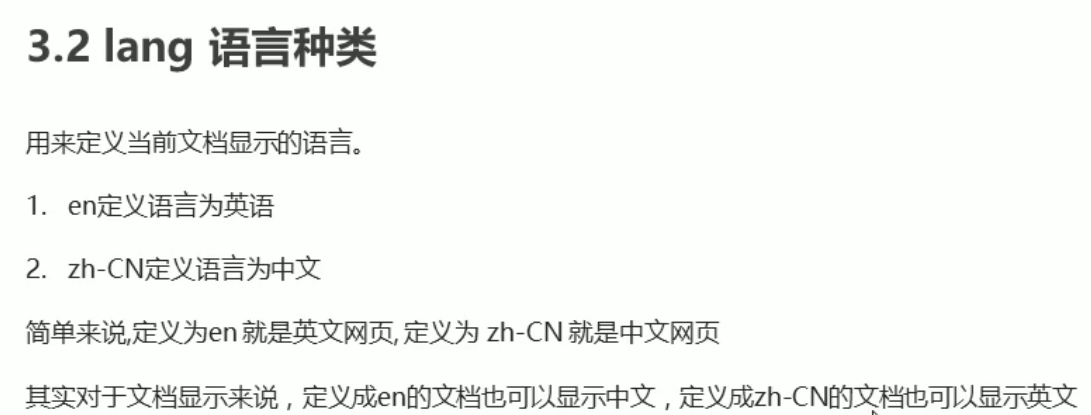 3.2 lang 语言种类
用来定义当前文档显示的语言。
1. en定义语言为英语
2. zh-CN定义语言为中文
简单来说,定义为en 就是英文网页, 定义为 zh-CN 就是中文网页
其实对于文档显示来说，定义成en的文档也可以显示中文，定义成zh-CN的文档也可以显示英文